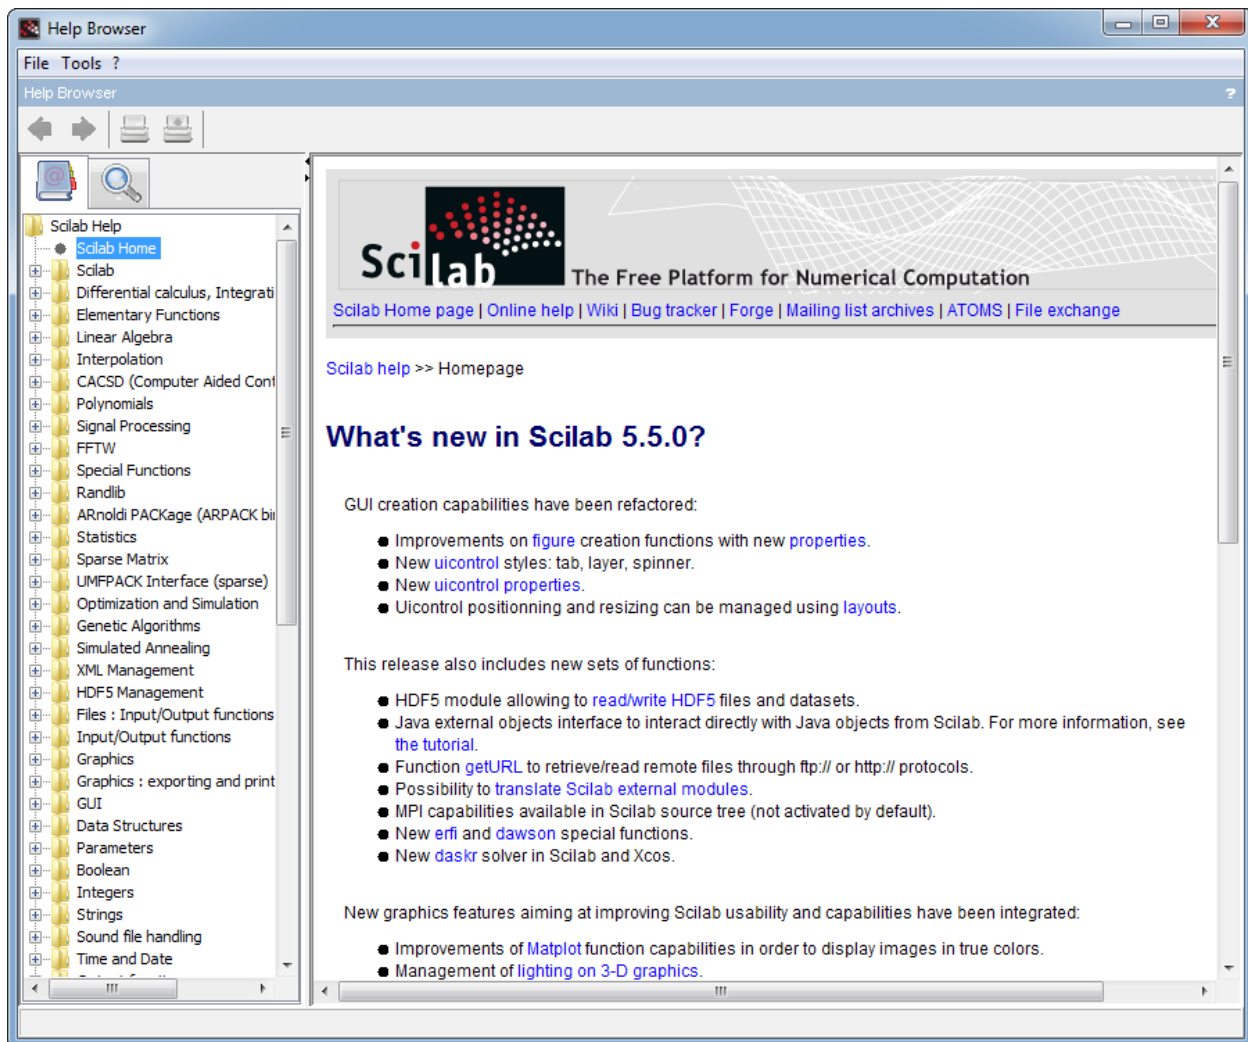 Help Browser
File Tools ?
Help Browser ?
Scilab Help
Scilab Home
Scilab
Differential calculus, Integrati
Elementary Functions
Linear Algebra
Interpolation
CACSD (Computer Aided Cont
Polynomials
Signal Processing
FFTW
Special Functions
Randlib
ARnoldi PACKage (ARPACK bin
Statistics
Sparse Matrix
UMFPACK Interface (sparse)
Optimization and Simulation
Genetic Algorithms
Simulated Annealing
XML Management
HDF5 Management
Files : Input/Output functions
Input/Output functions
Graphics
Graphics : exporting and print
GUI
Data Structures
Parameters
Boolean
Integers
Strings
Sound file handling
Time and Date
Scilab
The Free Platform for Numerical Computation
Scilab Home page | Online help | Wiki | Bug tracker | Forge | Mailing list archives | ATOMS | File exchange
Scilab help >> Homepage
What's new in Scilab 5.5.0?
GUI creation capabilities have been refactored:
Improvements on figure creation functions with new properties.
New uicontrol styles: tab, layer, spinner.
New uicontrol properties.
Uicontrol positionning and resizing can be managed using layouts.
This release also includes new sets of functions:
HDF5 module allowing to read/write HDF5 files and datasets.
Java external objects interface to interact directly with Java objects from Scilab. For more information, see
the tutorial.
Function getURL to retrieve/read remote files through ftp:// or http:// protocols.
Possibility to translate Scilab external modules.
MPI capabilities available in Scilab source tree (not activated by default).
New erfi and dawson special functions.
New daskr solver in Scilab and Xcos.
New graphics features aiming at improving Scilab usability and capabilities have been integrated:
Improvements of Matplot function capabilities in order to display images in true colors.
Management of lighting on 3-D graphics.